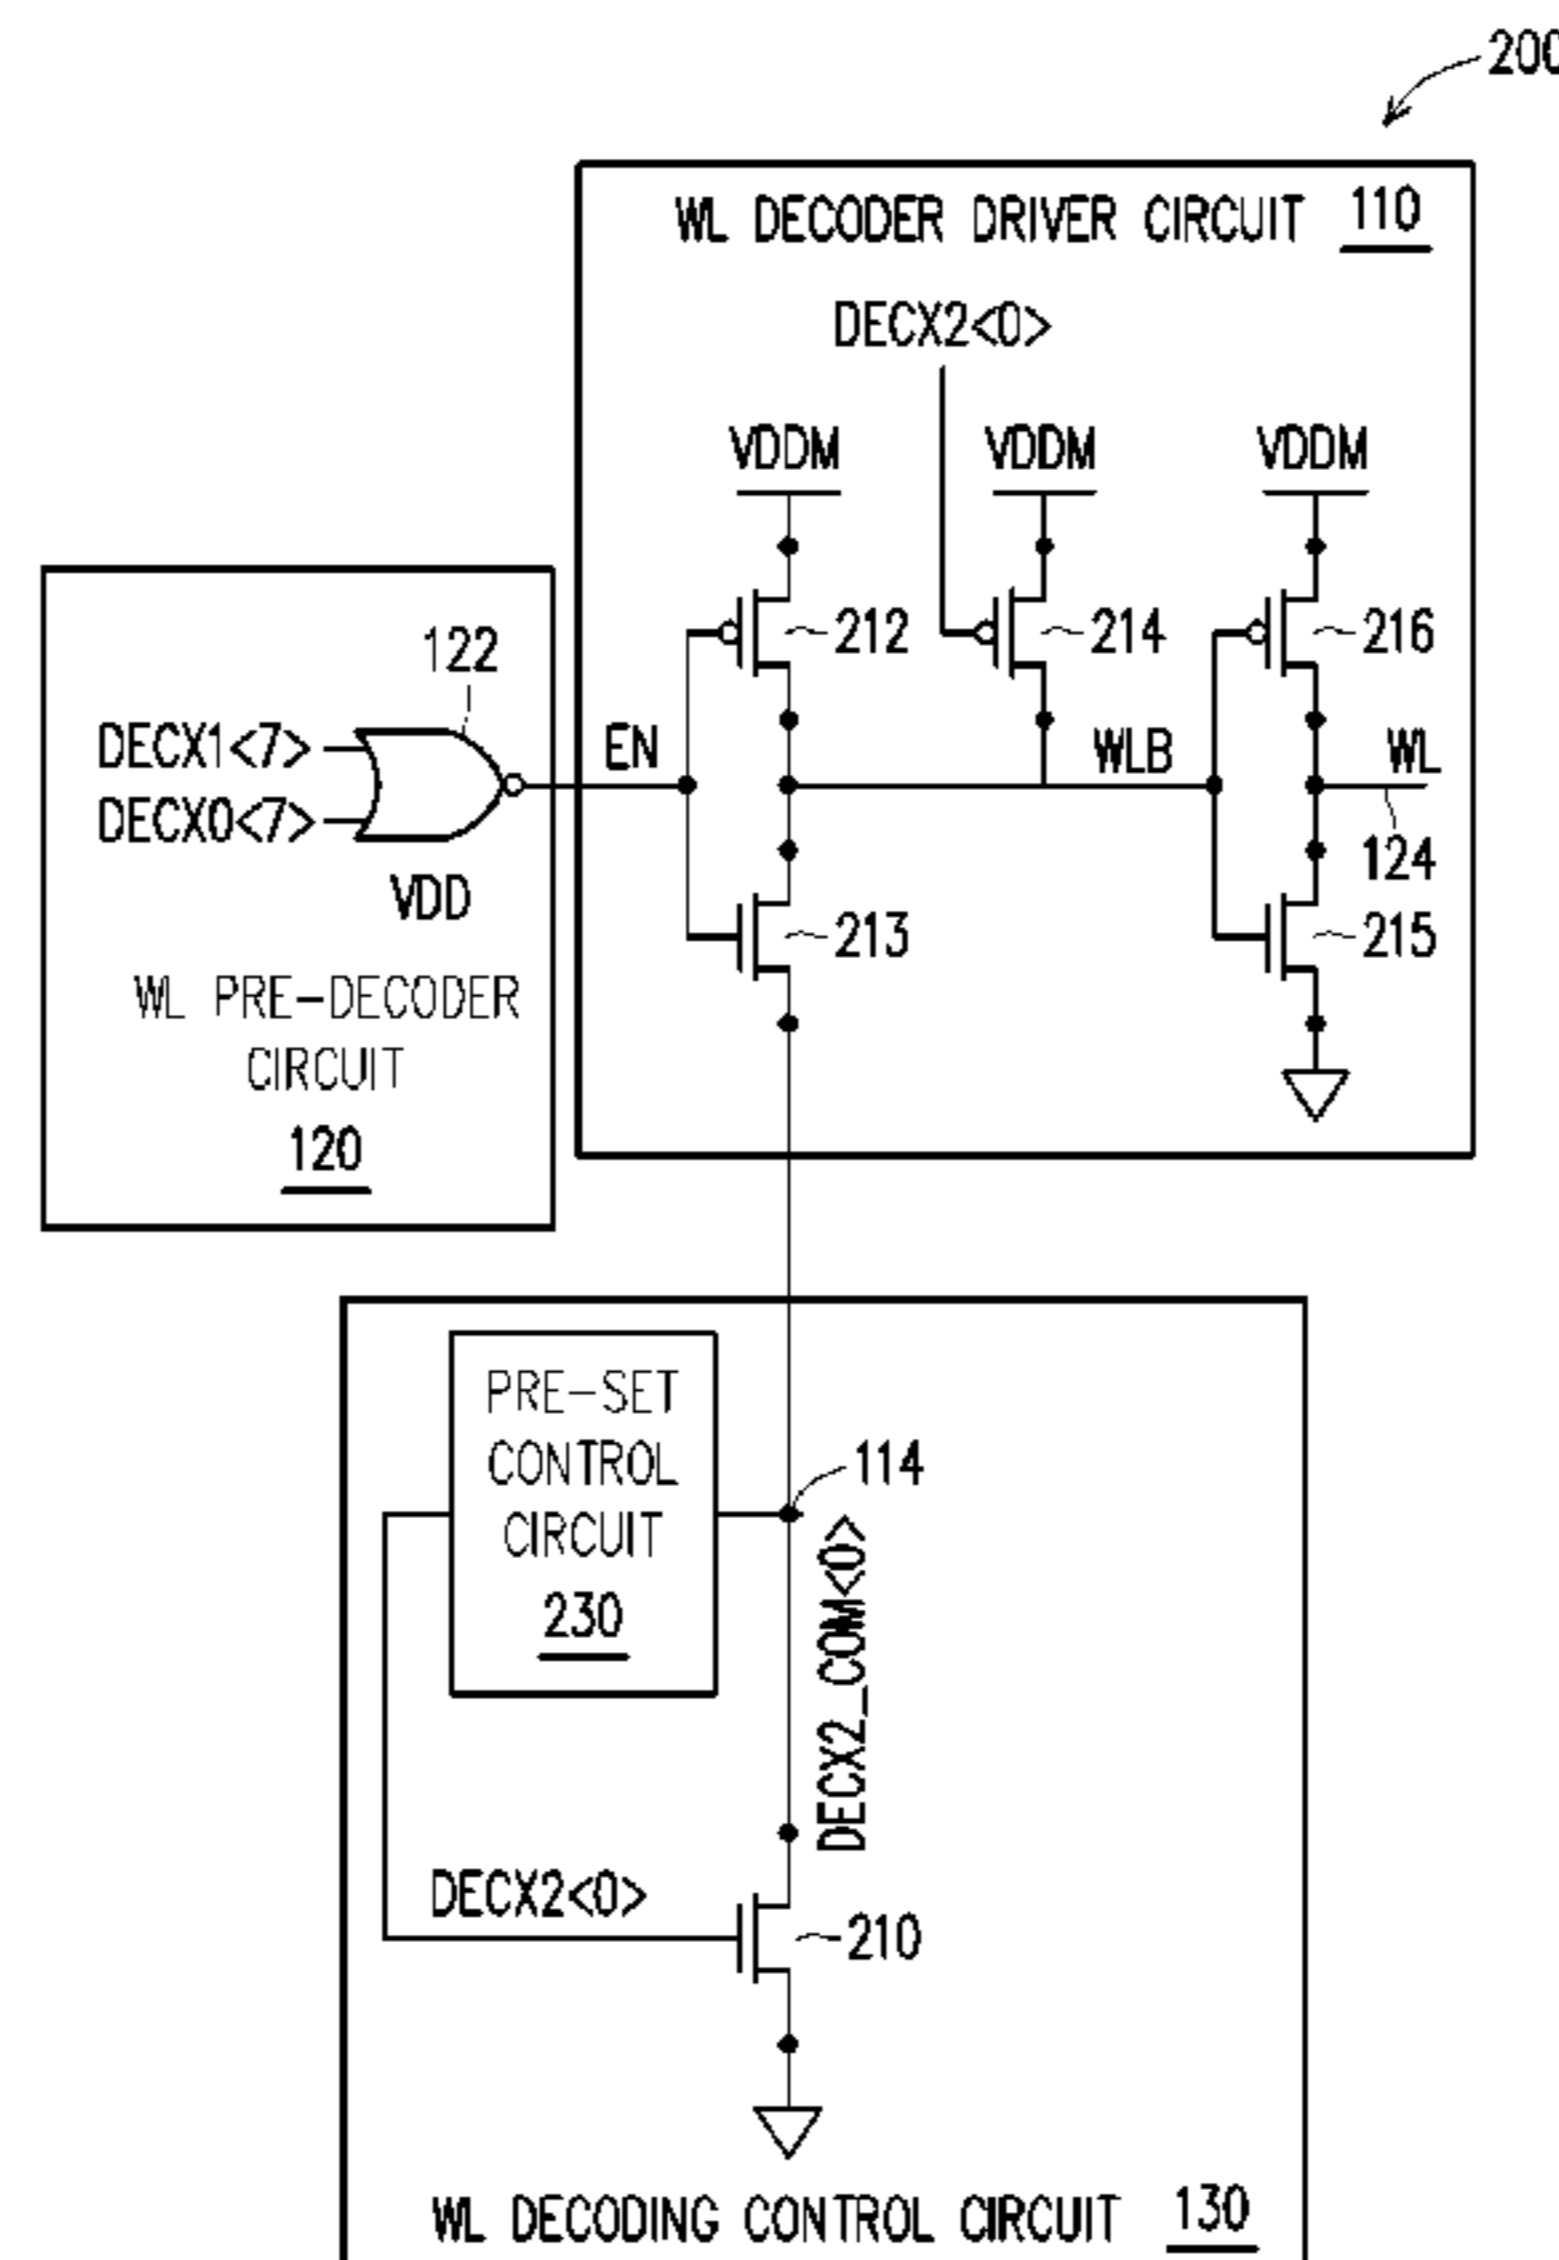 200
WL DECODER DRIVER CIRCUIT 110
DECX2<0>
VDDM VDDM VDDM
212 214 216
122
DECX1<7>
DECX0<7>
VDD
EN
WLB
WL
124
213 215
WL PRE-DECODER
CIRCUIT
120
PRE-SET
CONTROL
CIRCUIT
230
114
DECX2_COM<0>
DECX2<0>
210
WL DECODING CONTROL CIRCUIT 130